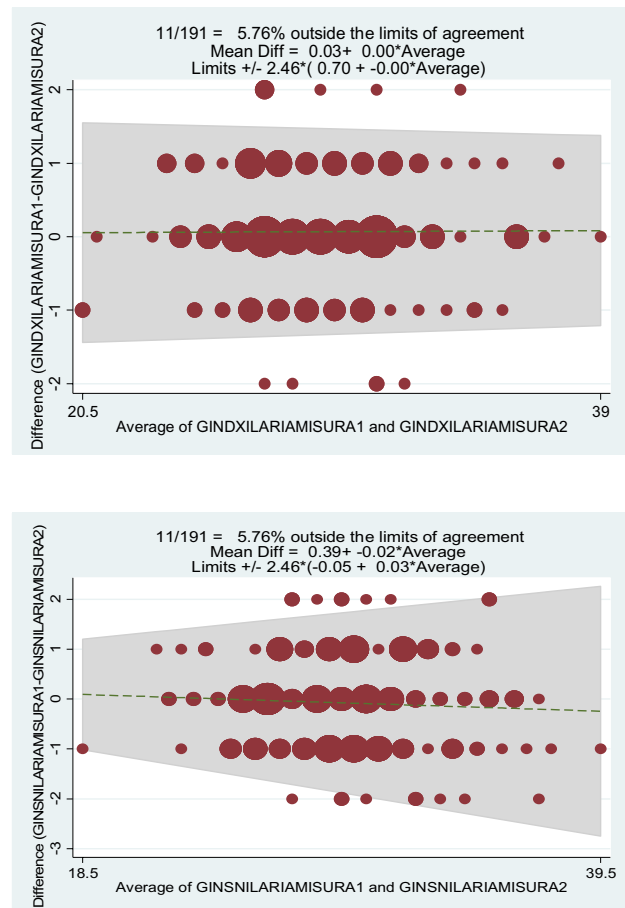 11/191 = 5.76% outside the limits of agreement
Mean Diff = 0.03+ 0.00*Average
Limits +/- 2.46*( 0.70 + -0.00*Average)
Difference (GINDXILARIAMISURA1-GINDXILARIAMISURA2)
2
1
0
-1
-2
20.5 39
Average of GINDXILARIAMISURA1 and GINDXILARIAMISURA2
11/191 = 5.76% outside the limits of agreement
Mean Diff = 0.39+ -0.02*Average
Limits +/- 2.46*(-0.05 + 0.03*Average)
Difference (GINSNILARIAMISURA1-GINSNILARIAMISURA2)
2
1
0
-1
-2
-3
18.5 39.5
Average of GINSNILARIAMISURA1 and GINSNILARIAMISURA2